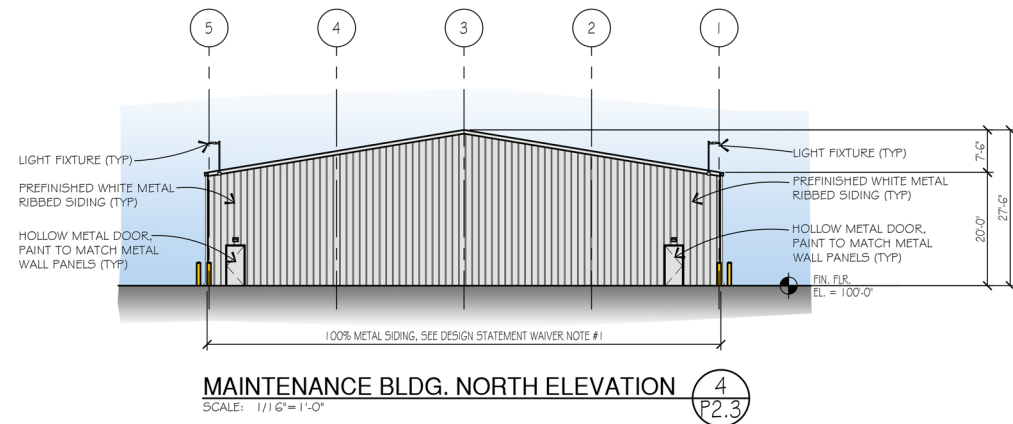 5 4 3 2 1
LIGHT FIXTURE (TYP)
PREFINISHED WHITE METAL
RIBBED SIDING (TYP)
HOLLOW METAL DOOR,
PAINT TO MATCH METAL
WALL PANELS (TYP)
LIGHT FIXTURE (TYP)
PREFINISHED WHITE METAL
RIBBED SIDING (TYP)
HOLLOW METAL DOOR,
PAINT TO MATCH METAL
WALL PANELS (TYP)
7'-6"
20'-0"
27'-6"
FIN. FLR.
EL. = 100'-0"
100% METAL SIDING, SEE DESIGN STATEMENT WAIVER NOTE #1
MAINTENANCE BLDG. NORTH ELEVATION
SCALE: 1/16"=1'-0"
4
P2.3